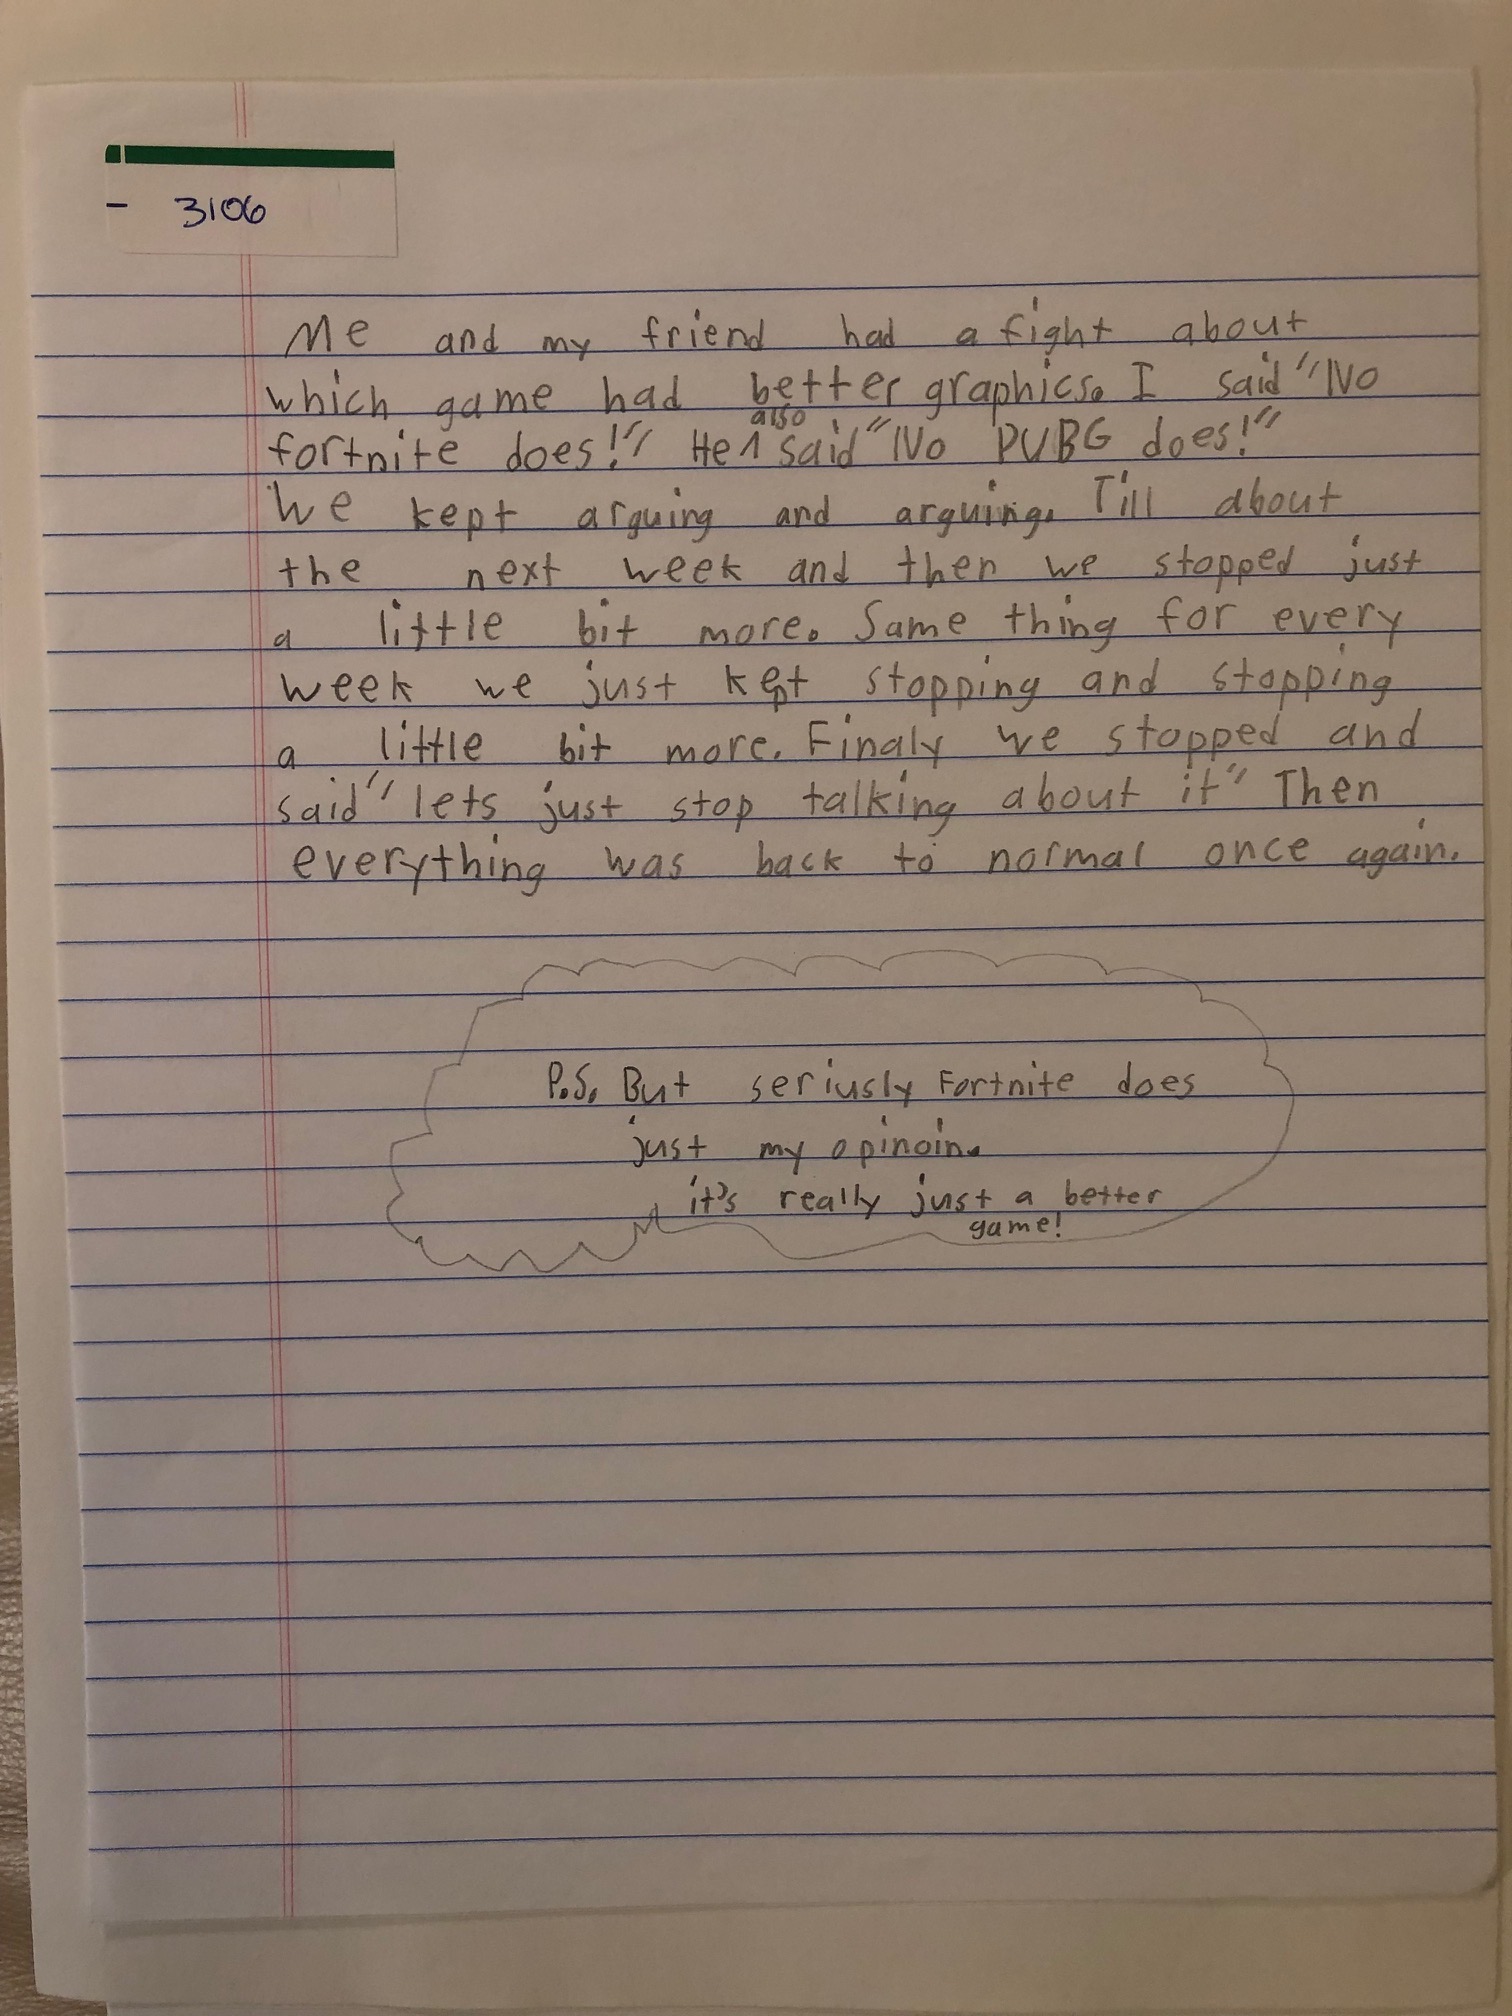 - 3106
Me and my friend had a fight about
which game had better graphics. I said "No
fortnite does!" He ^ said "No PUBG does!"
also
We kept arguing and arguing. Till about
the next week and then we stopped just
a little bit more. Same thing for every
week we just kept stopping and stopping
a little bit more. Finaly we stopped and
said" lets just stop talking about it" Then
everything was back to normal once again.
P.S. But seriusly Fortnite does
just my opinoin.
it's really just a better
game!